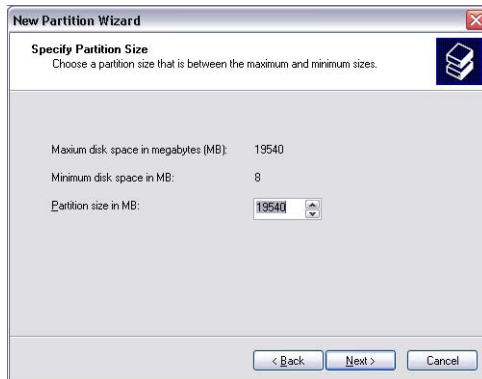 New Partition Wizard
Specify Partition Size
Choose a partition size that is between the maximum and minimum sizes.
Maxium disk space in megabytes (MB): 19540
Minimum disk space in MB: 8
Partition size in MB: 19540
< Back Next > Cancel